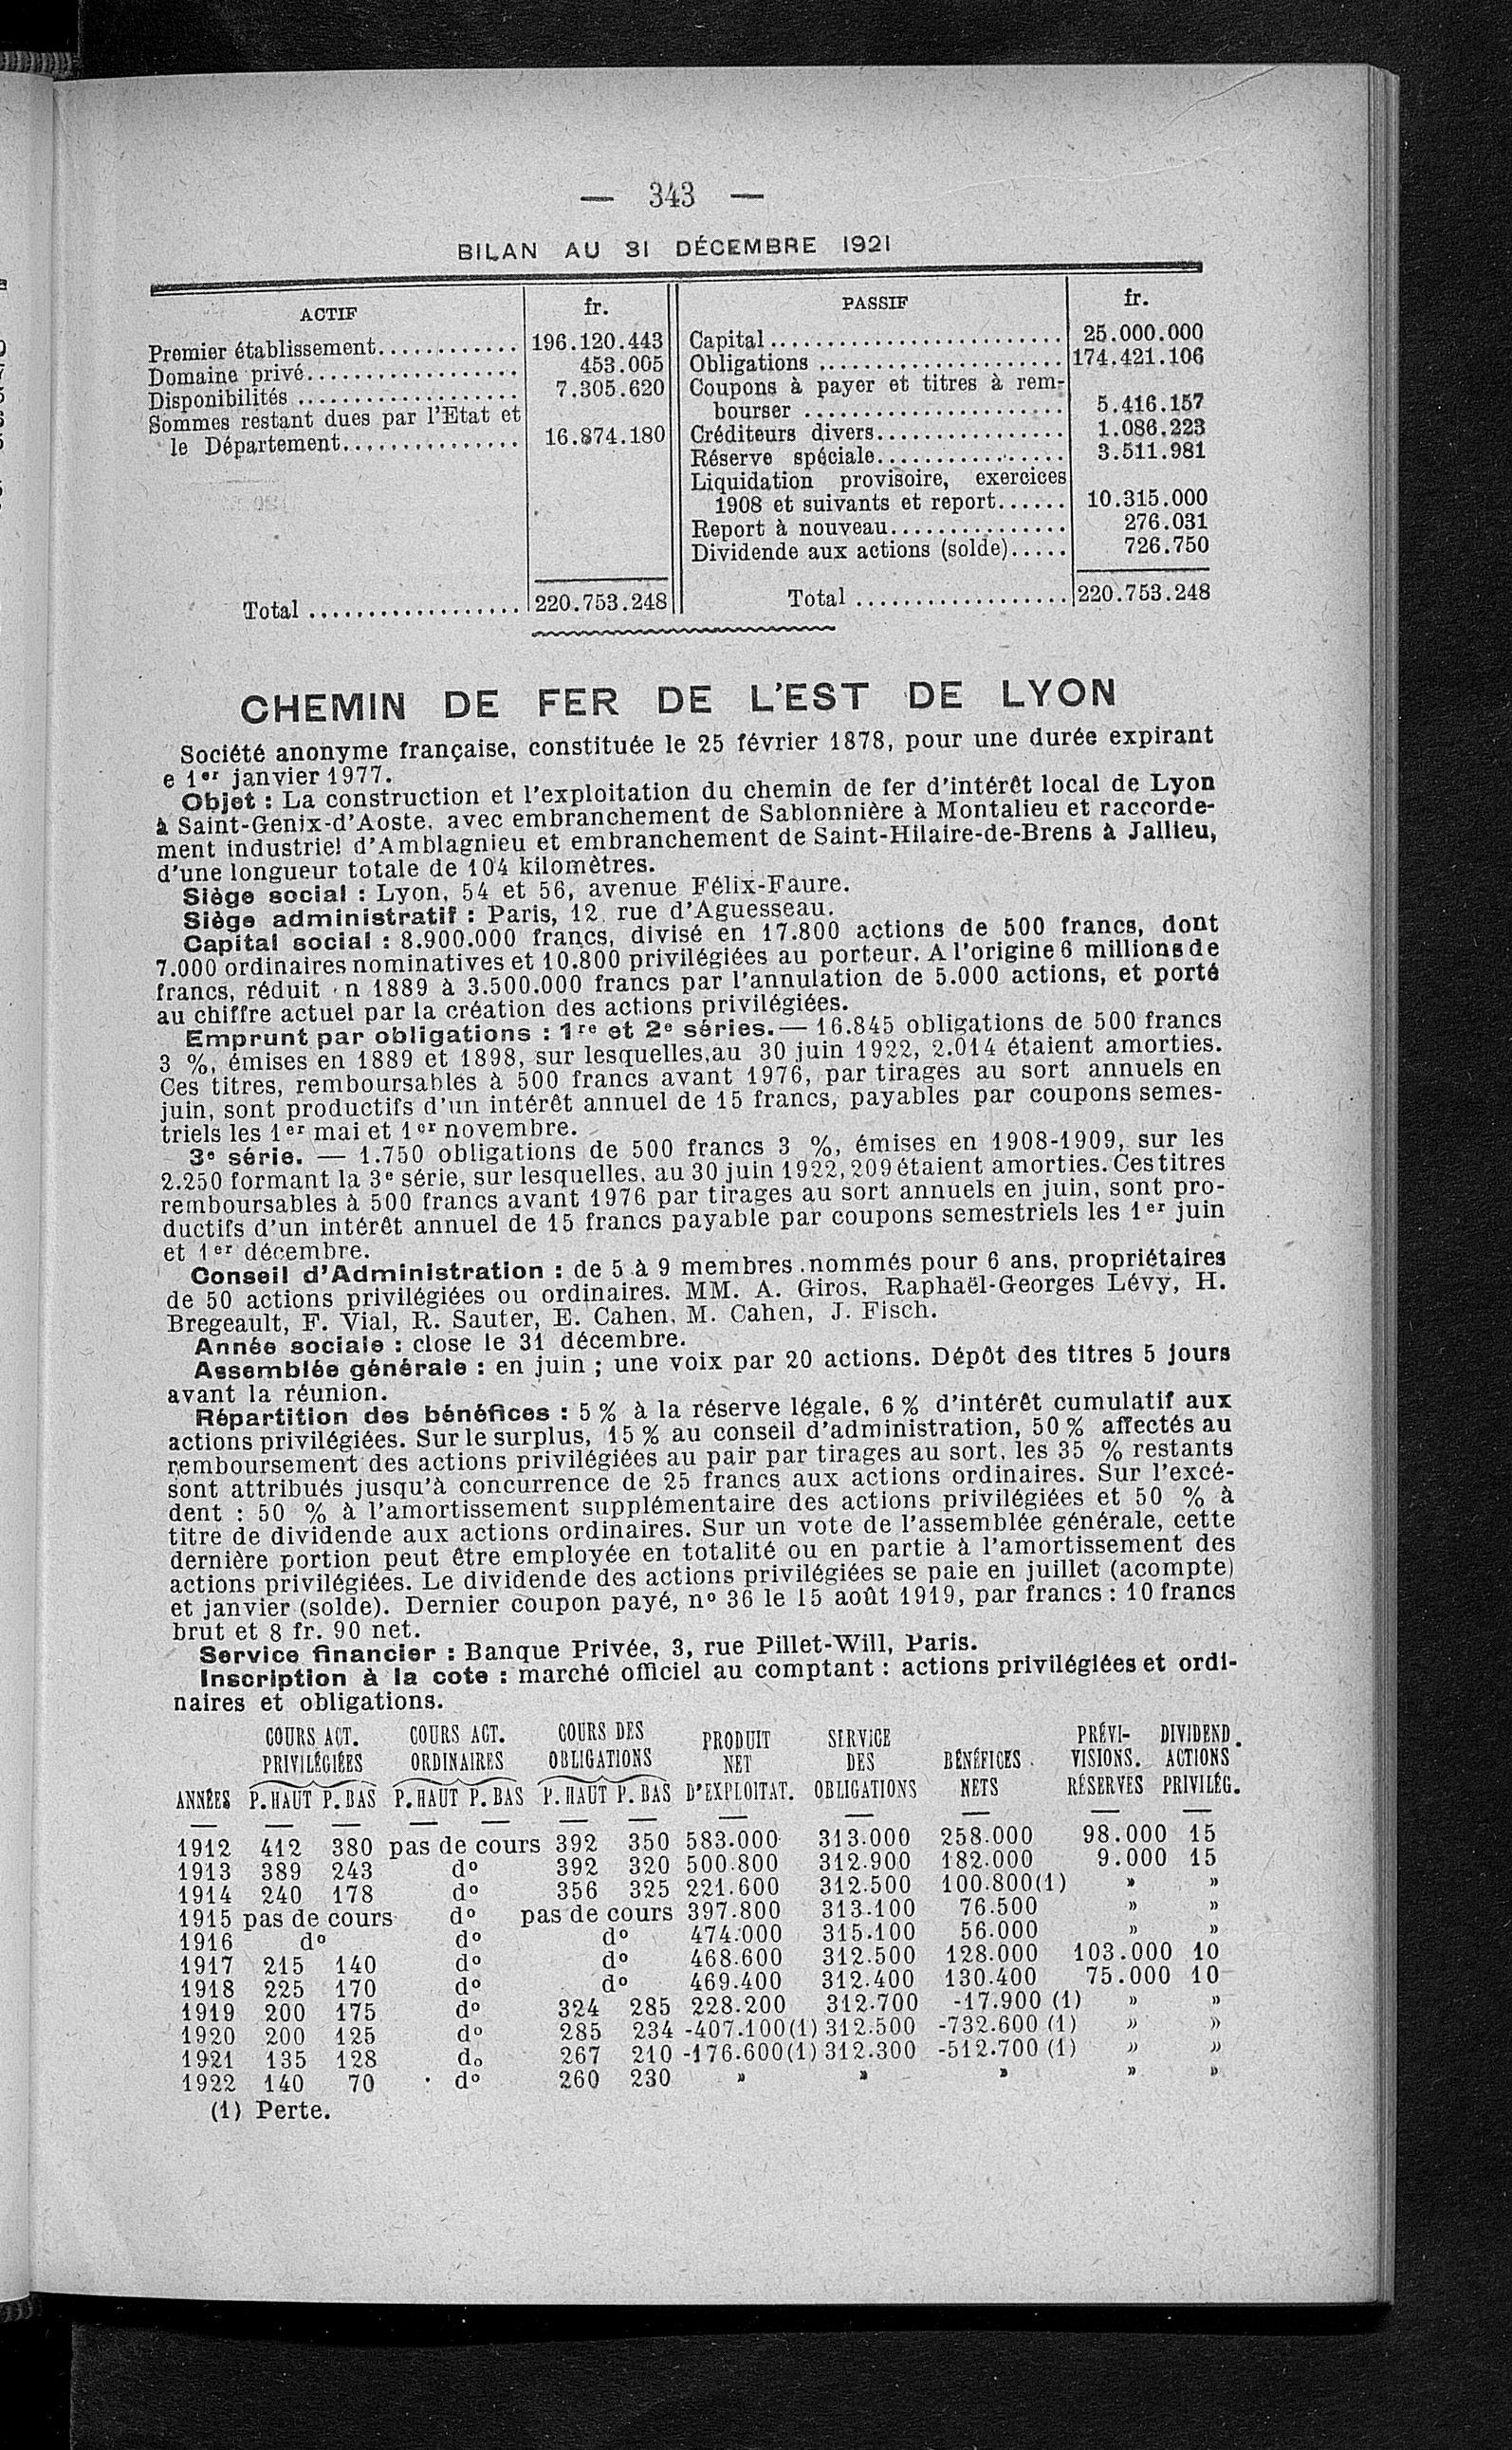 — 343 —
BILAN AU 31 DÉCEMBRE 1921
ACTIF fr. PASSIF fr.
Premier établissement............ 196.120.443 Capital......................... 25.000.000
Domaine privé.................. 453.005 Obligations ..................... 174.421.106
Disponibilités ................... 7.305.620 Coupons à payer et titres à rem-
Sommes restant dues par l'Etat et bourser ...................... 5.416.157
le Département............... 16.874.180 Créditeurs divers................ 1.086.223
Réserve spéciale................ 3.511.981
Liquidation provisoire, exercices
1908 et suivants et report...... 10.315.000
Report à nouveau............... 276.031
Dividende aux actions (solde)..... 726.750
Total .................. 220.753.248 Total .................. 220.753.248
CHEMIN DE FER DE L'EST DE LYON
Société anonyme française, constituée le 25 février 1878, pour une durée expirant
e 1er janvier 1977.
Objet : La construction et l'exploitation du chemin de fer d'intérêt local de Lyon
à Saint-Genix-d'Aoste, avec embranchement de Sablonnière à Montalieu et raccorde-
ment industriel d'Amblagnieu et embranchement de Saint-Hilaire-de-Brens à Jallieu,
d'une longueur totale de 104 kilomètres.
Siège social : Lyon, 54 et 56, avenue Félix-Faure.
Siège administratif : Paris, 12, rue d'Aguesseau.
Capital social : 8.900.000 francs, divisé en 17.800 actions de 500 francs, dont
7.000 ordinaires nominatives et 10.800 privilégiées au porteur. A l'origine 6 millions de
francs, réduit n 1889 à 3.500.000 francs par l'annulation de 5.000 actions, et porté
au chiffre actuel par la création des actions privilégiées.
Emprunt par obligations : 1re et 2e séries. — 16.845 obligations de 500 francs
3 %, émises en 1889 et 1898, sur lesquelles, au 30 juin 1922, 2.014 étaient amorties.
Ces titres, remboursables à 500 francs avant 1976, par tirages au sort annuels en
juin, sont productifs d'un intérêt annuel de 15 francs, payables par coupons semes-
triels les 1er mai et 1er novembre.
3e série. — 1.750 obligations de 500 francs 3 %, émises en 1908-1909, sur les
2.250 formant la 3e série, sur lesquelles, au 30 juin 1922, 209 étaient amorties. Ces titres
remboursables à 500 francs avant 1976 par tirages au sort annuels en juin, sont pro-
ductifs d'un intérêt annuel de 15 francs payable par coupons semestriels les 1er juin
et 1er décembre.
Conseil d'Administration : de 5 à 9 membres nommés pour 6 ans, propriétaires
de 50 actions privilégiées ou ordinaires. MM. A. Giros, Raphaël-Georges Lévy, H.
Bregeault, F. Vial, R. Sauter, E. Cahen, M. Cahen, J. Fisch.
Année sociale : close le 31 décembre.
Assemblée générale : en juin ; une voix par 20 actions. Dépôt des titres 5 jours
avant la réunion.
Répartition des bénéfices : 5 % à la réserve légale, 6 % d'intérêt cumulatif aux
actions privilégiées. Sur le surplus, 15 % au conseil d'administration, 50 % affectés au
remboursement des actions privilégiées au pair par tirages au sort, les 35 % restants
sont attribués jusqu'à concurrence de 25 francs aux actions ordinaires. Sur l'excé-
dent : 50 % à l'amortissement supplémentaire des actions privilégiées et 50 % à
titre de dividende aux actions ordinaires. Sur un vote de l'assemblée générale, cette
dernière portion peut être employée en totalité ou en partie à l'amortissement des
actions privilégiées. Le dividende des actions privilégiées se paie en juillet (acompte)
et janvier (solde). Dernier coupon payé, no 36 le 15 août 1919, par francs : 10 francs
brut et 8 fr. 90 net.
Service financier : Banque Privée, 3, rue Pillet-Will, Paris.
Inscription à la cote : marché officiel au comptant : actions privilégiées et ordi-
naires et obligations.
COURS ACT. COURS ACT. COURS DES PRODUIT SERVICE PRÉVI- DIVIDEND.
PRIVILÉGIÉES ORDINAIRES OBLIGATIONS NET DES BÉNÉFICES VISIONS. ACTIONS
ANNÉES P. HAUT P. BAS P. HAUT P. BAS P. HAUT P. BAS D'EXPLOITAT. OBLIGATIONS NETS RÉSERVES PRIVILÉG.
1912 412 380 pas de cours 392 350 583.000 313.000 258.000 98.000 15
1913 389 243 do 392 320 500.800 312.900 182.000 9.000 15
1914 240 178 do 356 325 221.600 312.500 100.800(1) » »
1915 pas de cours do pas de cours 397.800 313.100 76.500 » »
1916 do do do 474.000 315.100 56.000 » »
1917 215 140 do do 468.600 312.500 128.000 103.000 10
1918 225 170 do do 469.400 312.400 130.400 75.000 10
1919 200 175 do 324 285 228.200 312.700 -17.900 (1) » »
1920 200 125 do 285 234 -407.100(1) 312.500 -732.600 (1) » »
1921 135 128 do 267 210 -176.600(1) 312.300 -512.700 (1) » »
1922 140 70 do 260 230 » » » » »
(1) Perte.